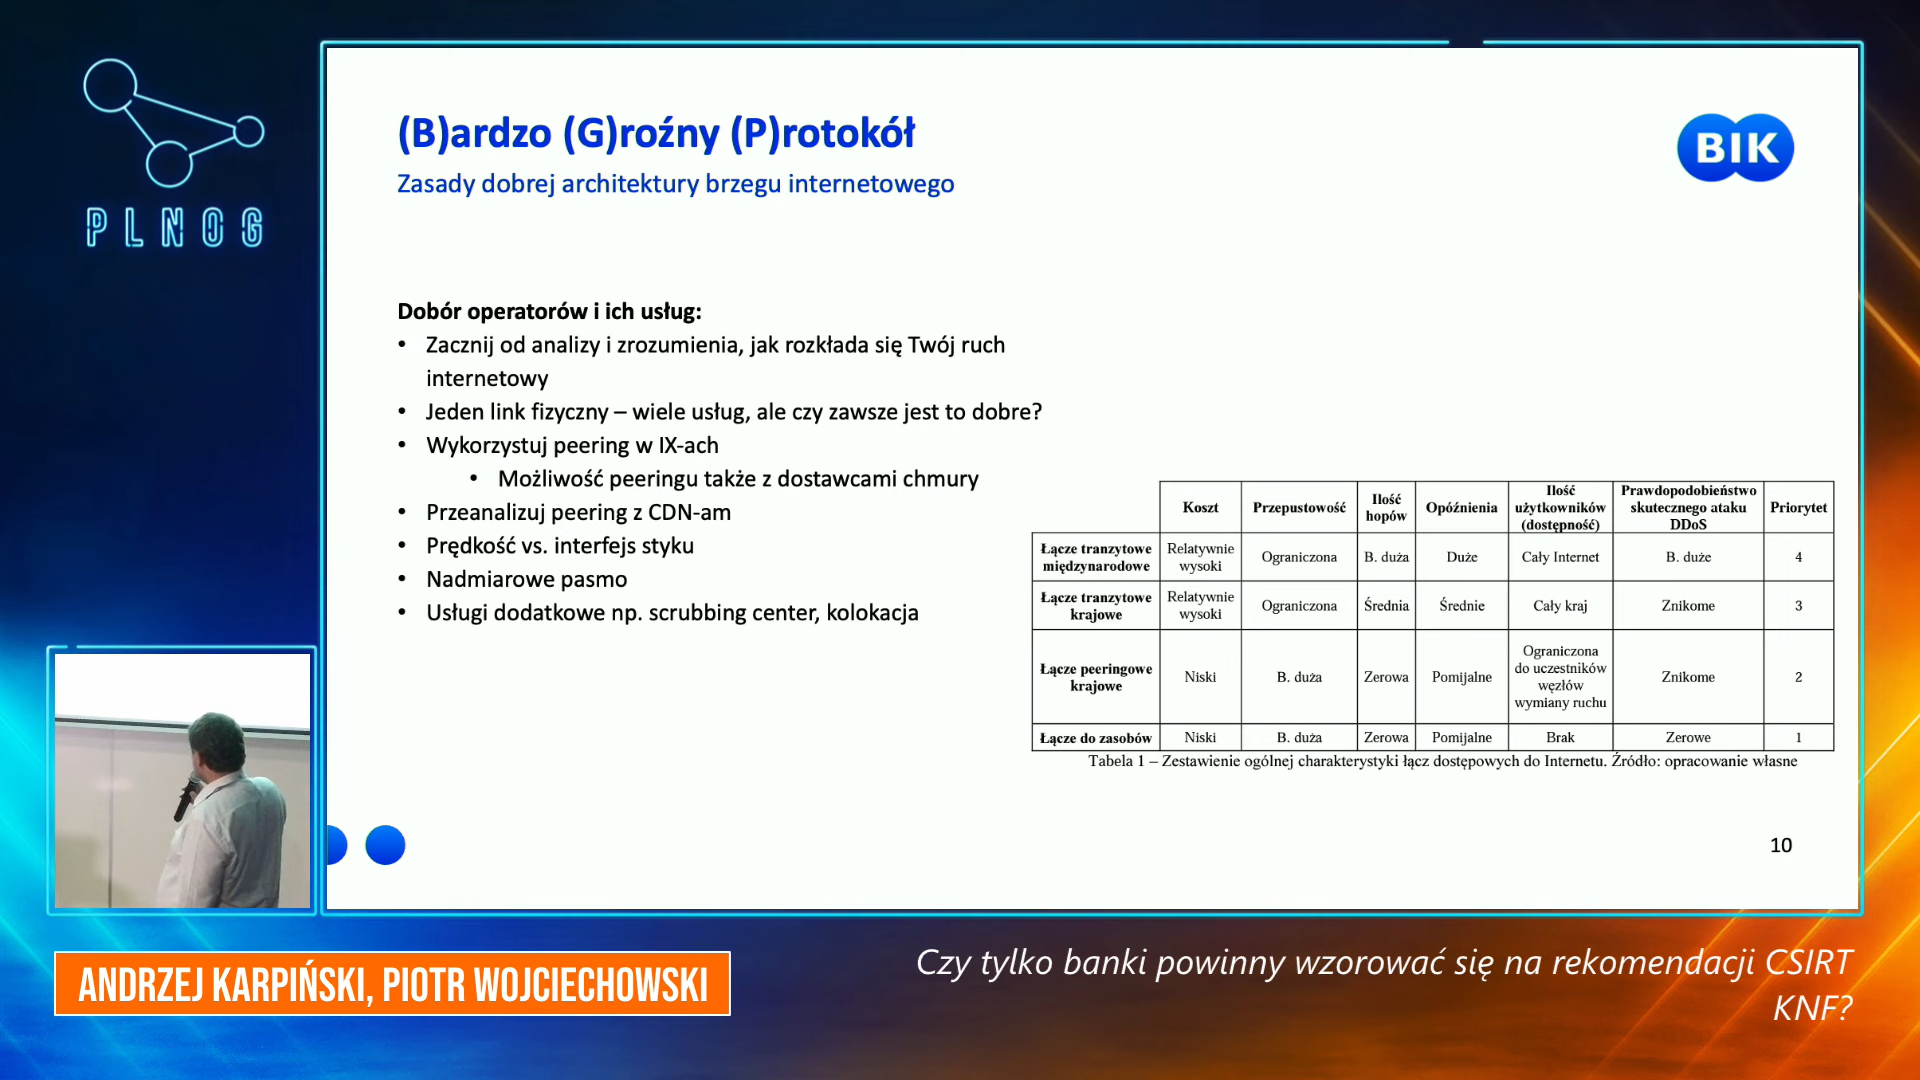 PLNOG
(B)ardzo (G)roźny (P)rotokół
BIK
Zasady dobrej architektury brzegu internetowego
Dobór operatorów i ich usług:
• Zacznij od analizy i zrozumienia, jak rozkłada się Twój ruch
internetowy
• Jeden link fizyczny – wiele usług, ale czy zawsze jest to dobre?
• Wykorzystuj peering w IX-ach
• Możliwość peeringu także z dostawcami chmury
• Przeanalizuj peering z CDN-am
• Prędkość vs. interfejs styku
• Nadmiarowe pasmo
• Usługi dodatkowe np. scrubbing center, kolokacja
Koszt Przepustowość Ilość hopów Opóźnienia Ilość użytkowników (dostępność) Prawdopodobieństwo skutecznego ataku DDoS Priorytet
Łącze tranzytowe międzynarodowe Relatywnie wysoki Ograniczona B. duża Duże Cały Internet B. duże 4
Łącze tranzytowe krajowe Relatywnie wysoki Ograniczona Średnia Średnie Cały kraj Znikome 3
Łącze peeringowe krajowe Niski B. duża Zerowa Pomijalne Ograniczona do uczestników węzłów wymiany ruchu Znikome 2
Łącze do zasobów Niski B. duża Zerowa Pomijalne Brak Zerowe 1
Tabela 1 – Zestawienie ogólnej charakterystyki łącz dostępowych do Internetu. Źródło: opracowanie własne
10
ANDRZEJ KARPIŃSKI, PIOTR WOJCIECHOWSKI
Czy tylko banki powinny wzorować się na rekomendacji CSIRT
KNF?